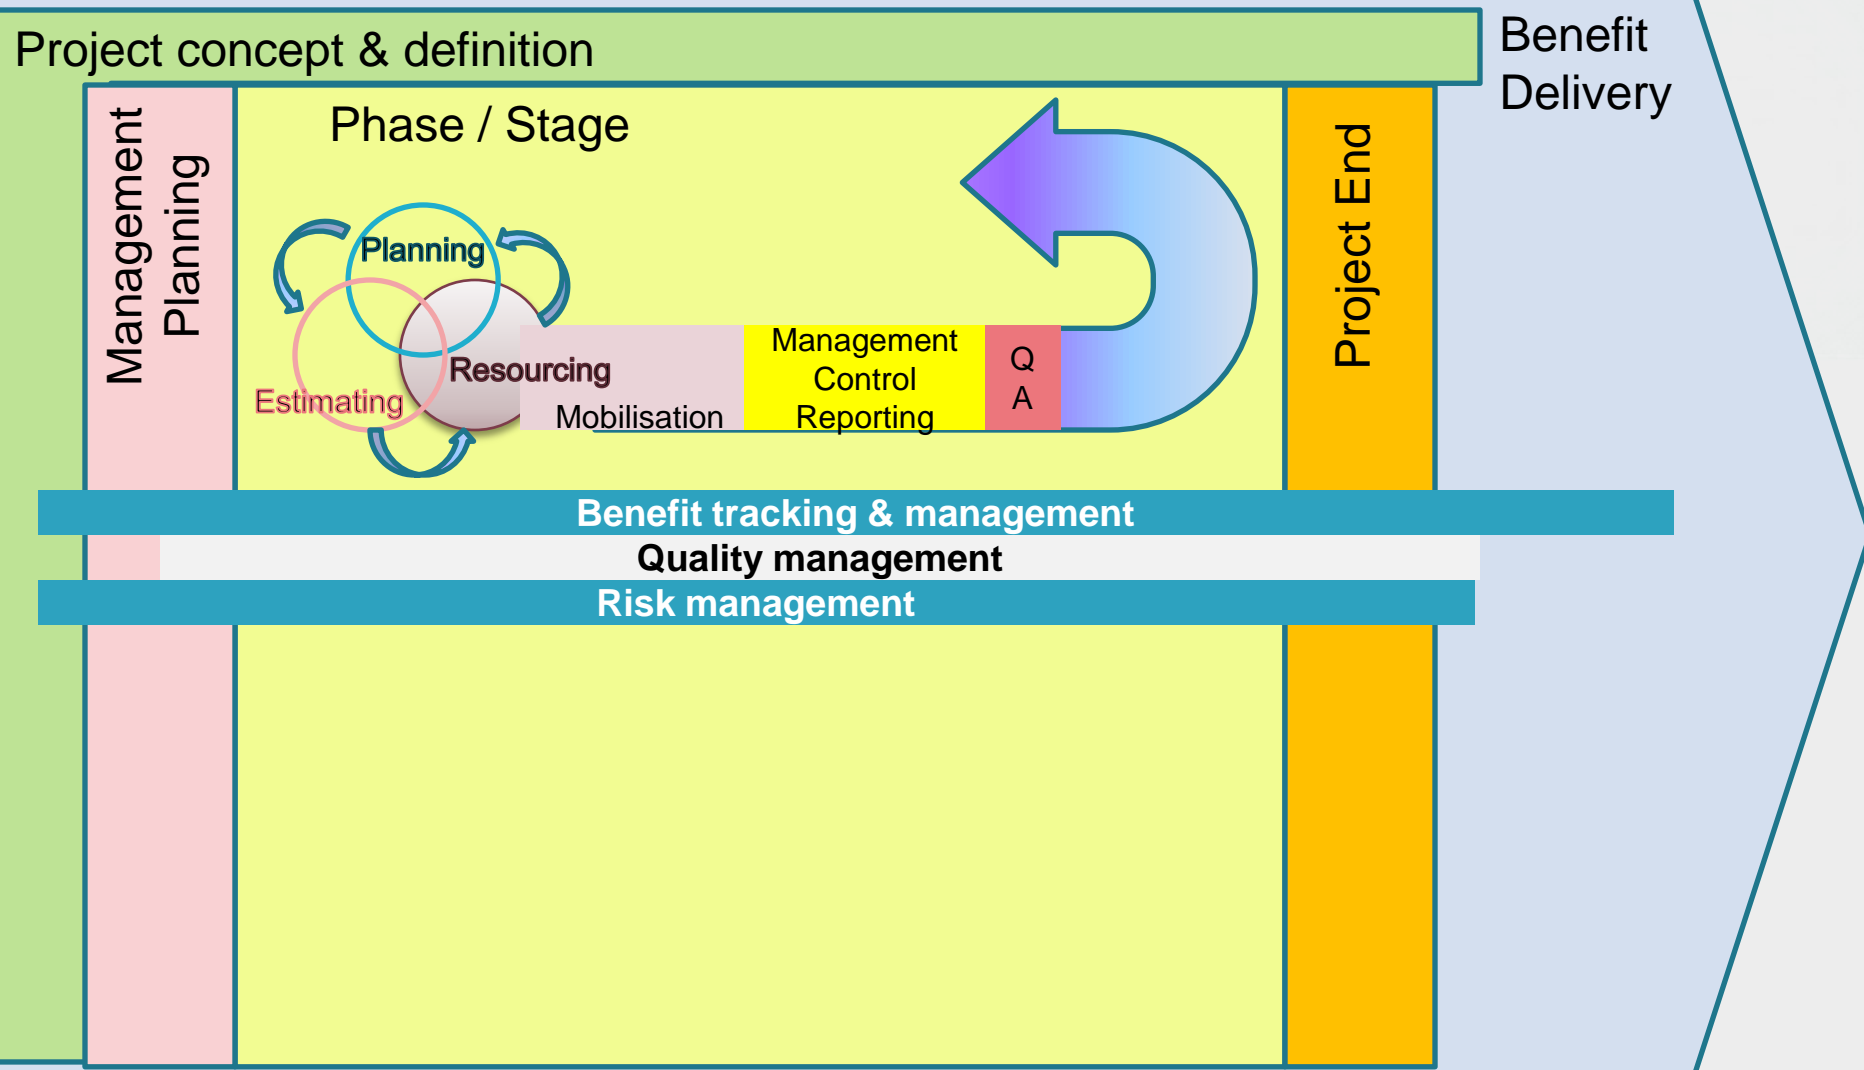 Project concept & definition
Benefit
Delivery
Management
Planning
Phase / Stage
Project End
Planning
Resourcing
Estimating
Mobilisation
Management
Control
Reporting
Q
A
Benefit tracking & management
Quality management
Risk management